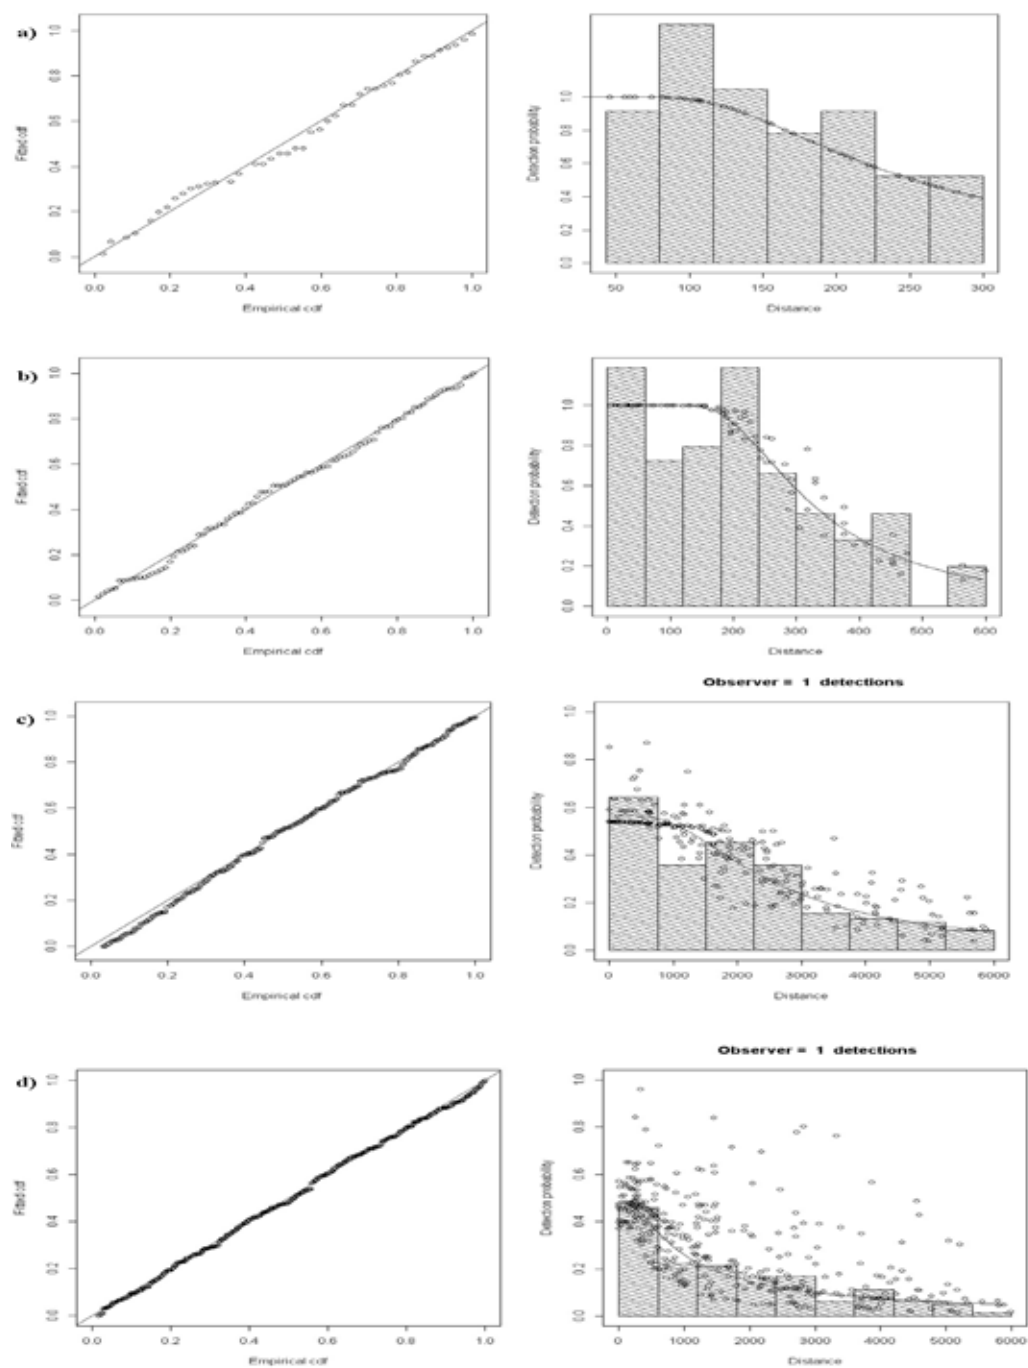 a)
Fitted cdf
0.0 0.2 0.4 0.6 0.8 1.0
0.0 0.2 0.4 0.6 0.8 1.0
Empirical cdf
Detection probability
0.0 0.2 0.4 0.6 0.8 1.0
50 100 150 200 250 300
Distance
b)
Fitted cdf
0.0 0.2 0.4 0.6 0.8 1.0
0.0 0.2 0.4 0.6 0.8 1.0
Empirical cdf
Detection probability
0.0 0.2 0.4 0.6 0.8 1.0
0 100 200 300 400 500 600
Distance
c)
Fitted cdf
0.0 0.2 0.4 0.6 0.8 1.0
0.0 0.2 0.4 0.6 0.8 1.0
Empirical cdf
Observer = 1 detections
Detection probability
0.0 0.2 0.4 0.6 0.8 1.0
0 1000 2000 3000 4000 5000 6000
Distance
d)
Fitted cdf
0.0 0.2 0.4 0.6 0.8 1.0
0.0 0.2 0.4 0.6 0.8 1.0
Empirical cdf
Observer = 1 detections
Detection probability
0.0 0.2 0.4 0.6 0.8 1.0
0 1000 2000 3000 4000 5000 6000
Distance